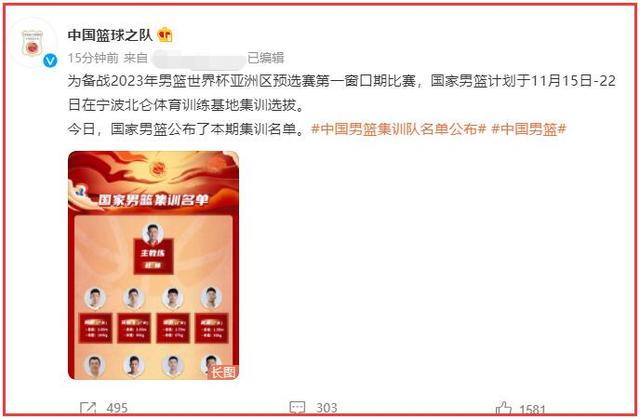 中国篮球之队
15分钟前 来自 已编辑
为备战2023年男篮世界杯亚洲区预选赛第一窗口期比赛，国家男篮计划于11月15日-22
日在宁波北仑体育训练基地集训选拔。
今日，国家男篮公布了本期集训名单。#中国男篮集训队名单公布# #中国男篮#
国家男篮集训名单
主教练
长图
495 303 1581